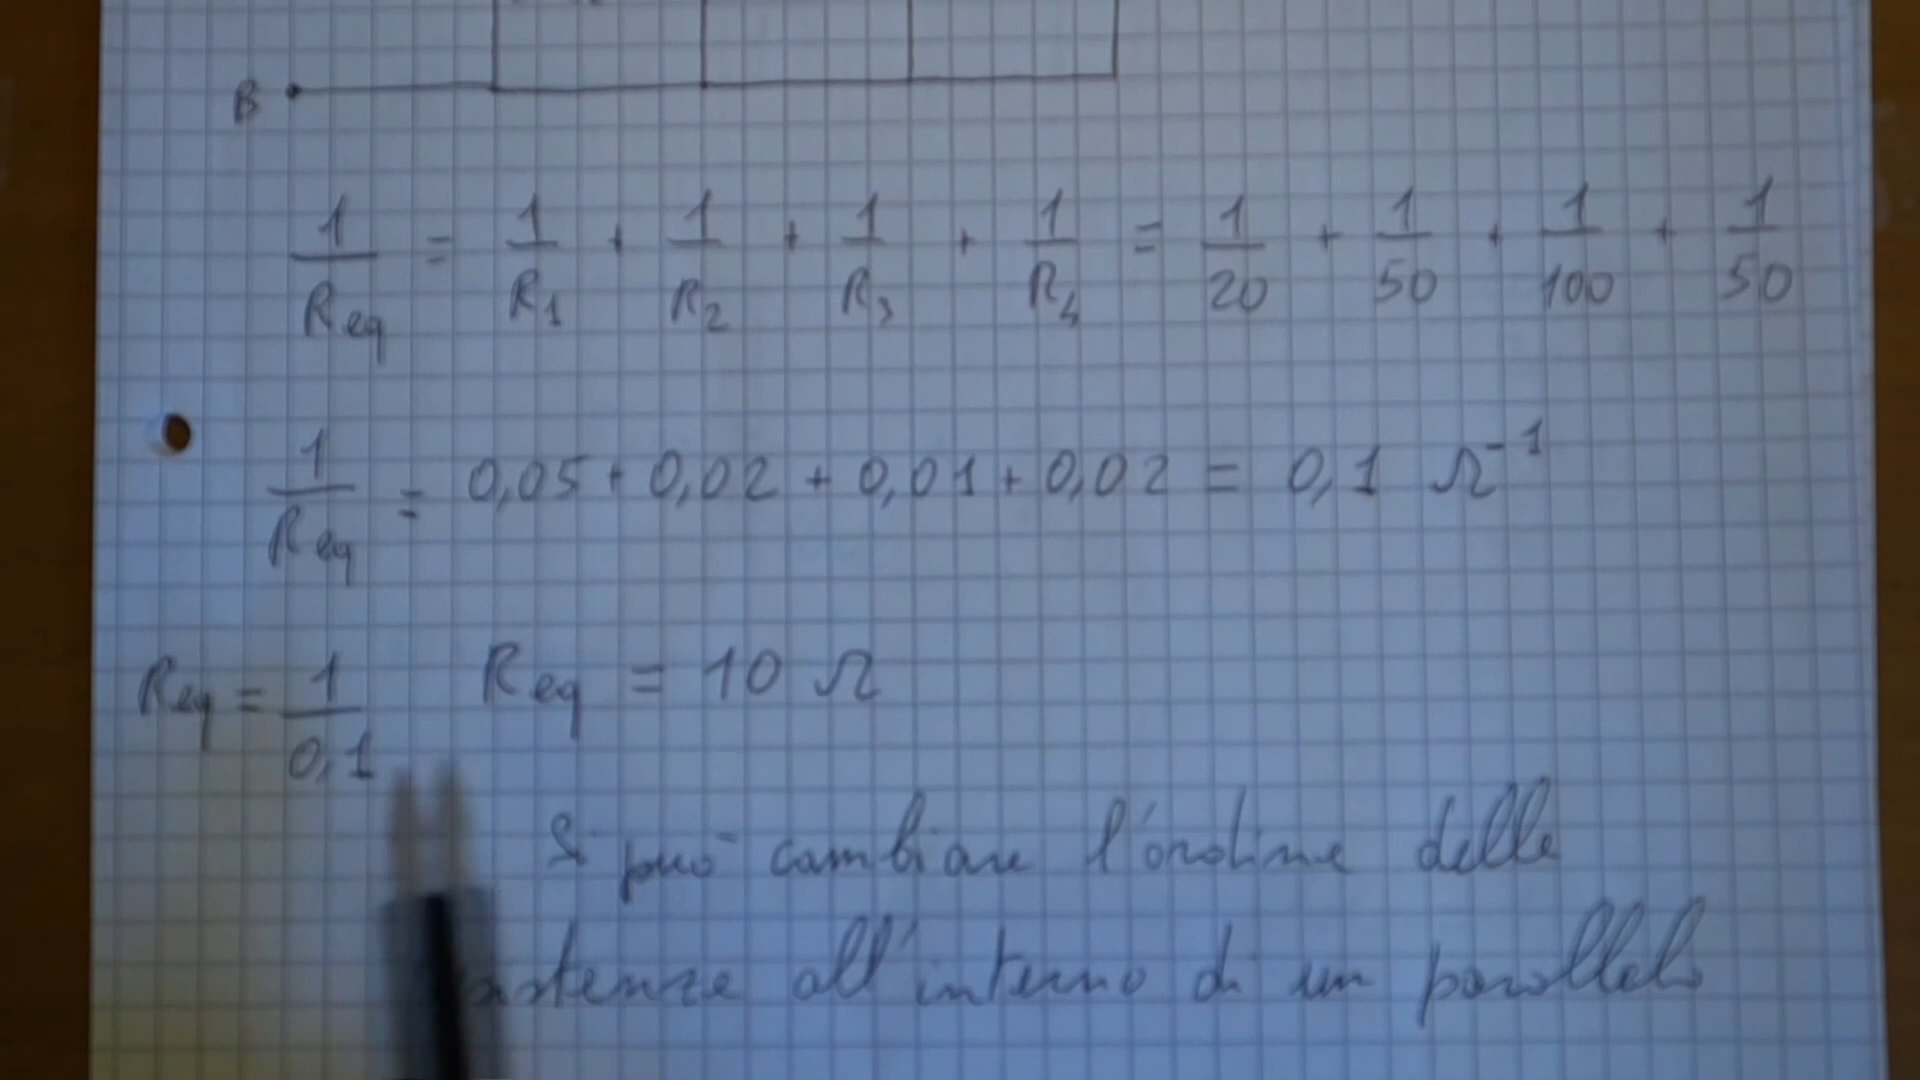 B
1/Req = 1/R1 + 1/R2 + 1/R3 + 1/R4 = 1/20 + 1/50 + 1/100 + 1/50
1/Req = 0,05 + 0,02 + 0,01 + 0,02 = 0,1 Ω⁻¹
Req = 1/0,1 Req = 10 Ω
Si può cambiare l'ordine delle
all'interno di un parallelo